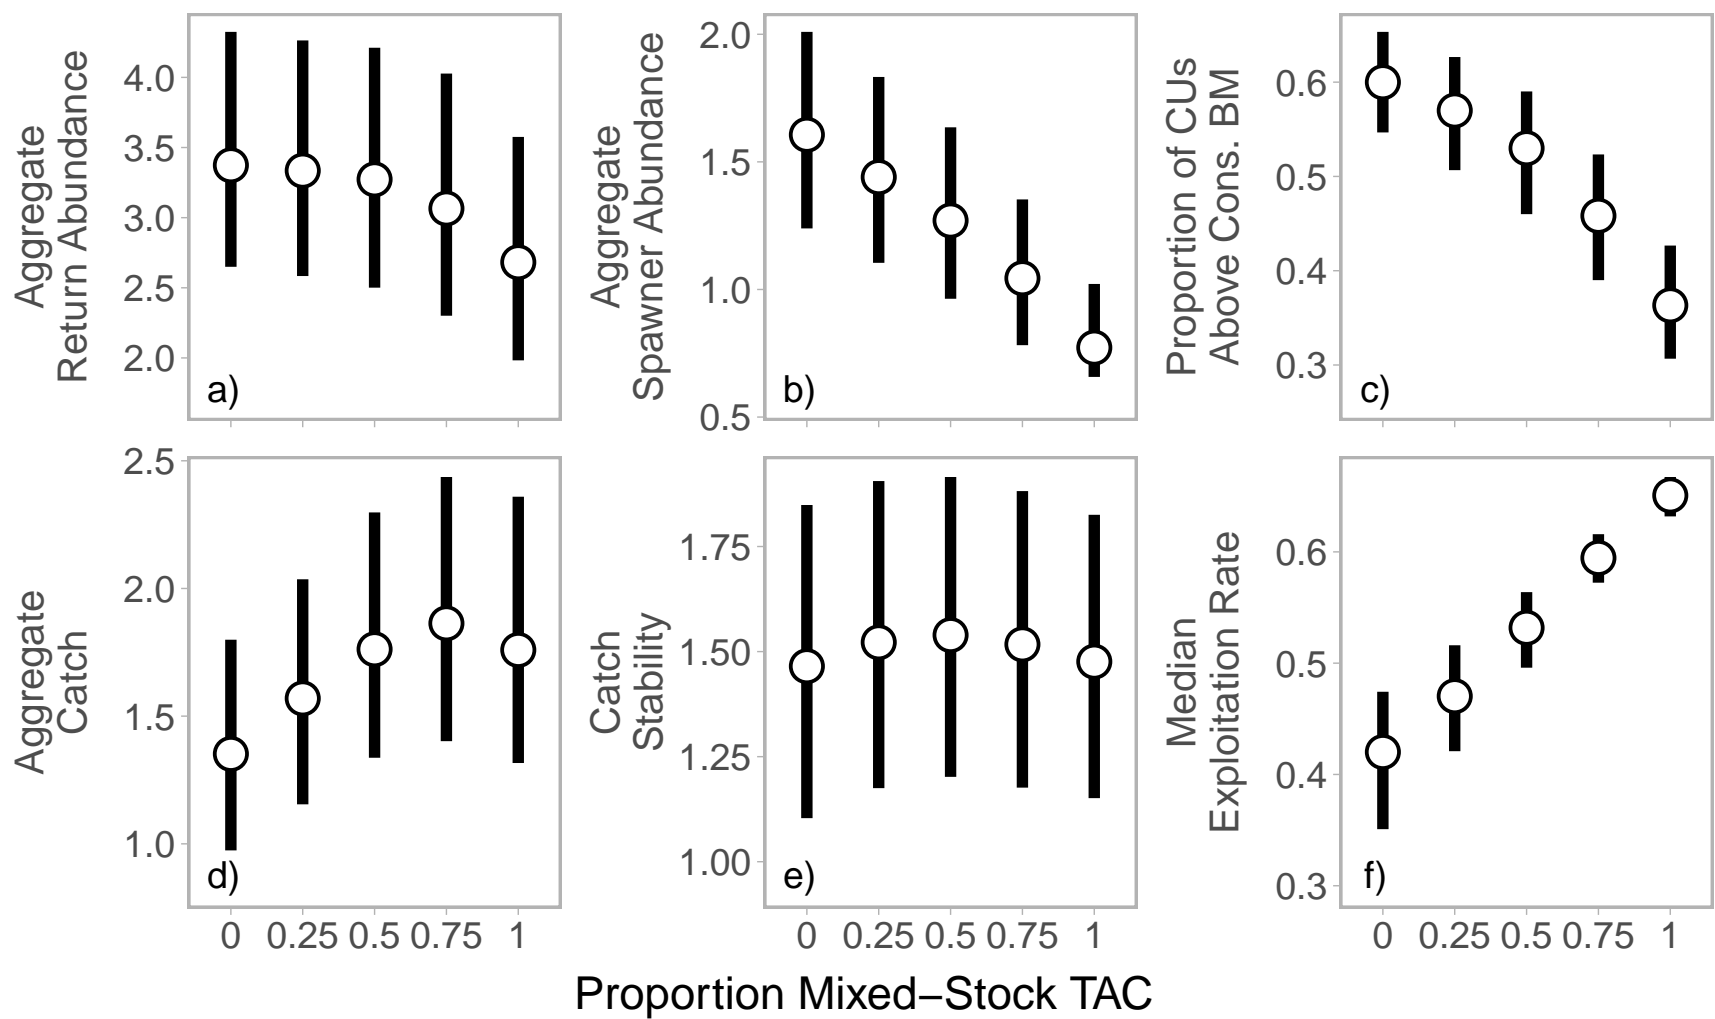 Aggregate
Return Abundance
4.0
3.5
3.0
2.5
2.0
a)
Aggregate
Spawner Abundance
2.0
1.5
1.0
0.5
b)
Proportion of CUs
Above Cons. BM
0.6
0.5
0.4
0.3
c)
Aggregate
Catch
2.5
2.0
1.5
1.0
d)
0 0.25 0.5 0.75 1
Catch
Stability
1.75
1.50
1.25
1.00
e)
0 0.25 0.5 0.75 1
Median
Exploitation Rate
0.6
0.5
0.4
0.3
f)
0 0.25 0.5 0.75 1
Proportion Mixed−Stock TAC